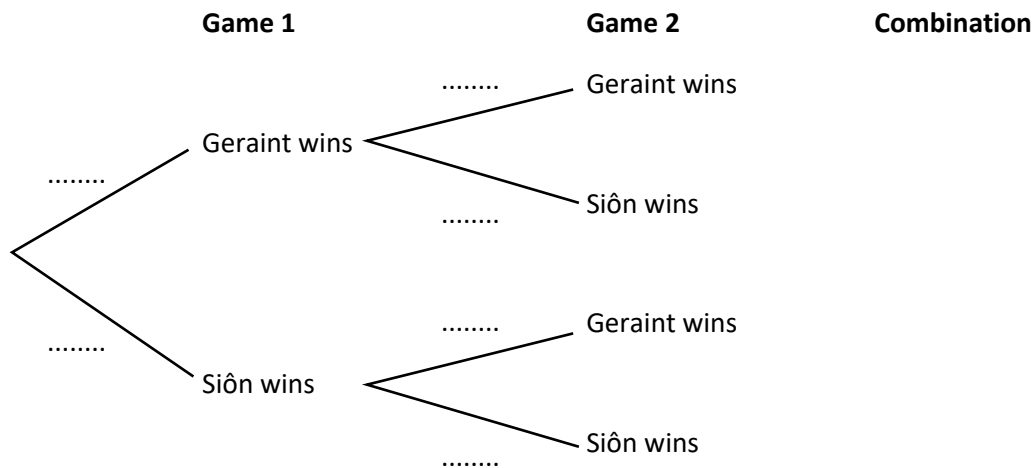 Game 1 Game 2 Combination
........ Geraint wins
Geraint wins
........
Siôn wins
........
........ Geraint wins
........
Siôn wins
Siôn wins
........